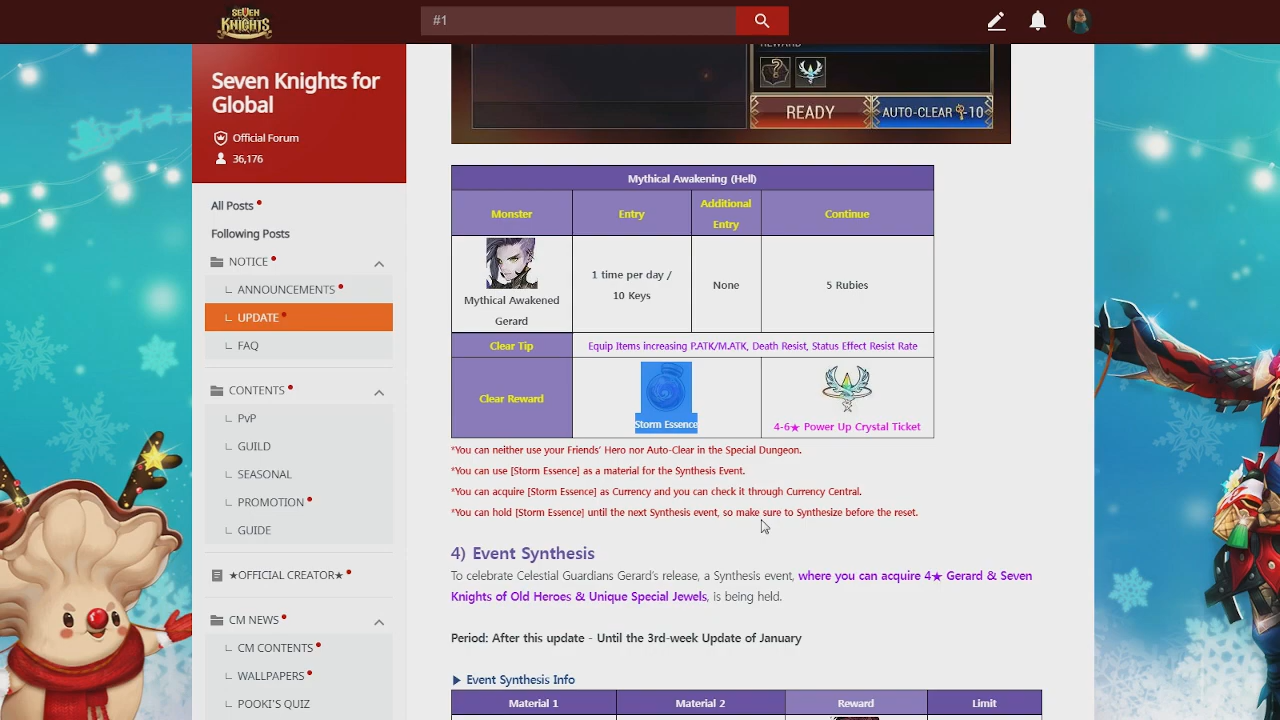 SEVEN
KNIGHTS
#1
Seven Knights for
Global
Official Forum
36,176
All Posts
Following Posts
NOTICE
ANNOUNCEMENTS
UPDATE
FAQ
CONTENTS
PvP
GUILD
SEASONAL
PROMOTION
GUIDE
★OFFICIAL CREATOR★
CM NEWS
CM CONTENTS
WALLPAPERS
POOKI'S QUIZ
REWARD
READY
AUTO-CLEAR -10
Mythical Awakening (Hell)
Monster
Entry
Additional
Entry
Continue
Mythical Awakened
Gerard
1 time per day /
10 Keys
None
5 Rubies
Clear Tip
Equip Items increasing P.ATK/M.ATK, Death Resist, Status Effect Resist Rate
Clear Reward
Storm Essence
4-6★ Power Up Crystal Ticket
*You can neither use your Friends' Hero nor Auto-Clear in the Special Dungeon.
*You can use [Storm Essence] as a material for the Synthesis Event.
*You can acquire [Storm Essence] as Currency and you can check it through Currency Central.
*You can hold [Storm Essence] until the next Synthesis event, so make sure to Synthesize before the reset.
4) Event Synthesis
To celebrate Celestial Guardians Gerard's release, a Synthesis event, where you can acquire 4★ Gerard & Seven
Knights of Old Heroes & Unique Special Jewels, is being held.
Period: After this update - Until the 3rd-week Update of January
▶ Event Synthesis Info
Material 1
Material 2
Reward
Limit